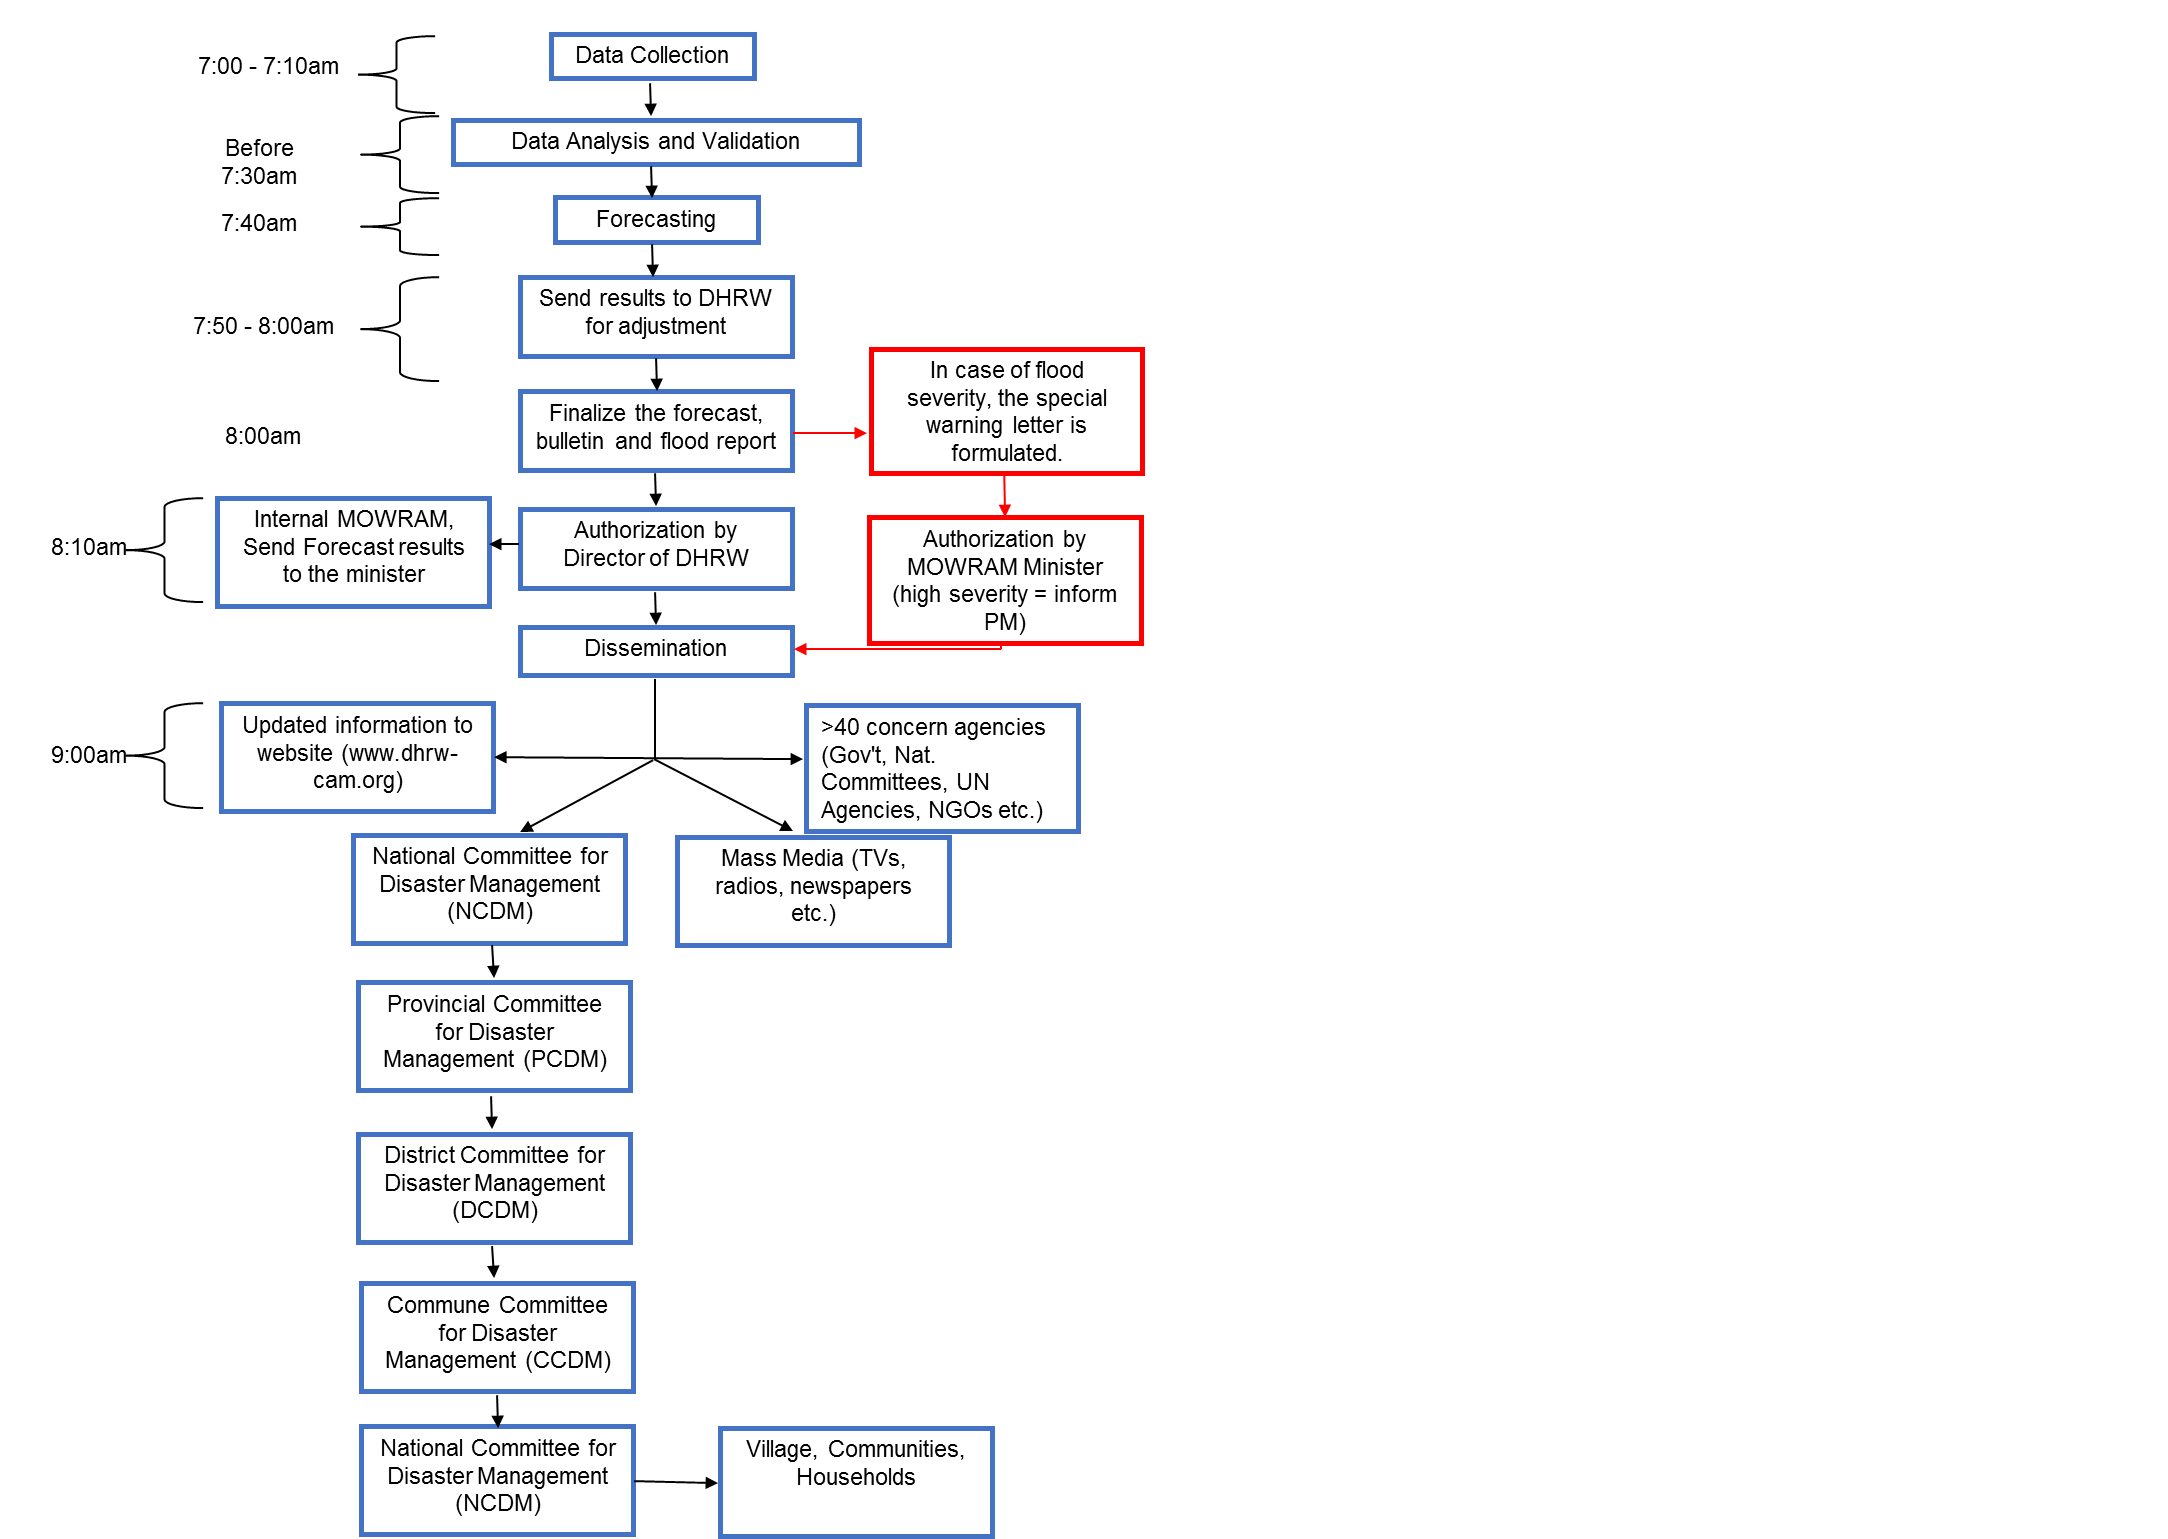 7:00 - 7:10am
Data Collection
Before
7:30am
Data Analysis and Validation
7:40am
Forecasting
7:50 - 8:00am
Send results to DHRW
for adjustment
8:00am
Finalize the forecast,
bulletin and flood report
In case of flood
severity, the special
warning letter is
formulated.
8:10am
Internal MOWRAM,
Send Forecast results
to the minister
Authorization by
Director of DHRW
Authorization by
MOWRAM Minister
(high severity = inform
PM)
Dissemination
9:00am
Updated information to
website (www.dhrw-
cam.org)
>40 concern agencies
(Gov't, Nat.
Committees, UN
Agencies, NGOs etc.)
National Committee for
Disaster Management
(NCDM)
Mass Media (TVs,
radios, newspapers
etc.)
Provincial Committee
for Disaster
Management (PCDM)
District Committee for
Disaster Management
(DCDM)
Commune Committee
for Disaster
Management (CCDM)
National Committee for
Disaster Management
(NCDM)
Village, Communities,
Households